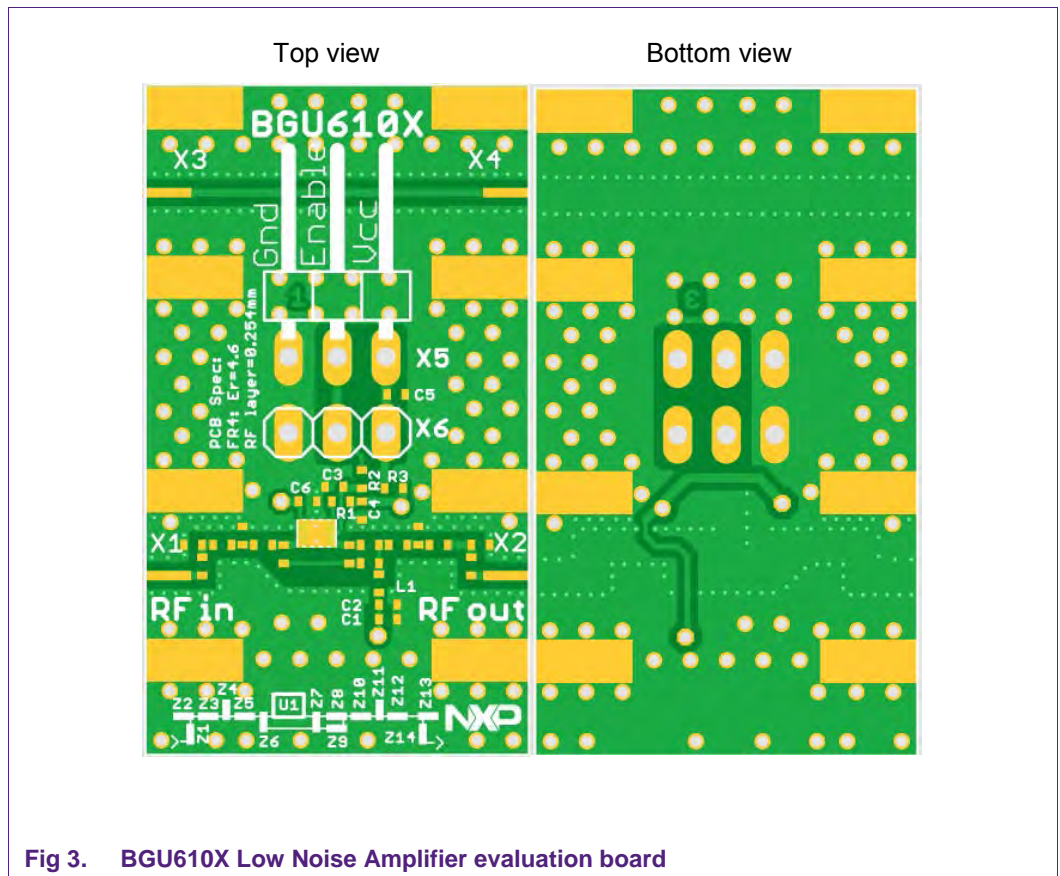 Top view
Bottom view
BGU610X
X3
X4
Gnd
Enable
Vcc
1
3
PCB Spec:
FR4: Er=4.6
RF layer=0.254mm
X5
C5
X6
C6
C3
R2
R3
R1
C4
X1
X2
L1
C2
C1
RF in
RF out
Z1
Z2
Z3
Z4
Z5
Z6
U1
Z7
Z8
Z9
Z10
Z11
Z12
Z13
Z14
NXP
Fig 3. BGU610X Low Noise Amplifier evaluation board